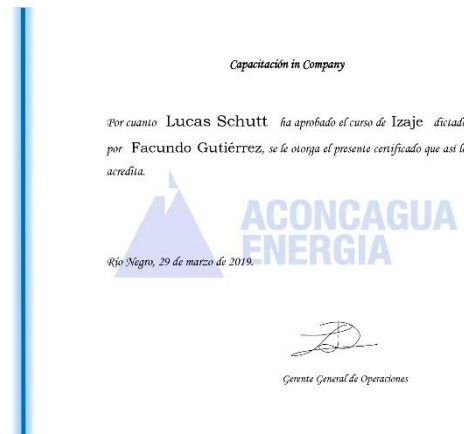 Capacitación in Company
Por cuanto Lucas Schutt ha aprobado el curso de Izaje dictado
por Facundo Gutiérrez, se le otorga el presente certificado que así lo
acredita.
ACONCAGUA
ENERGIA
Río Negro, 29 de marzo de 2019.
Gerente General de Operaciones